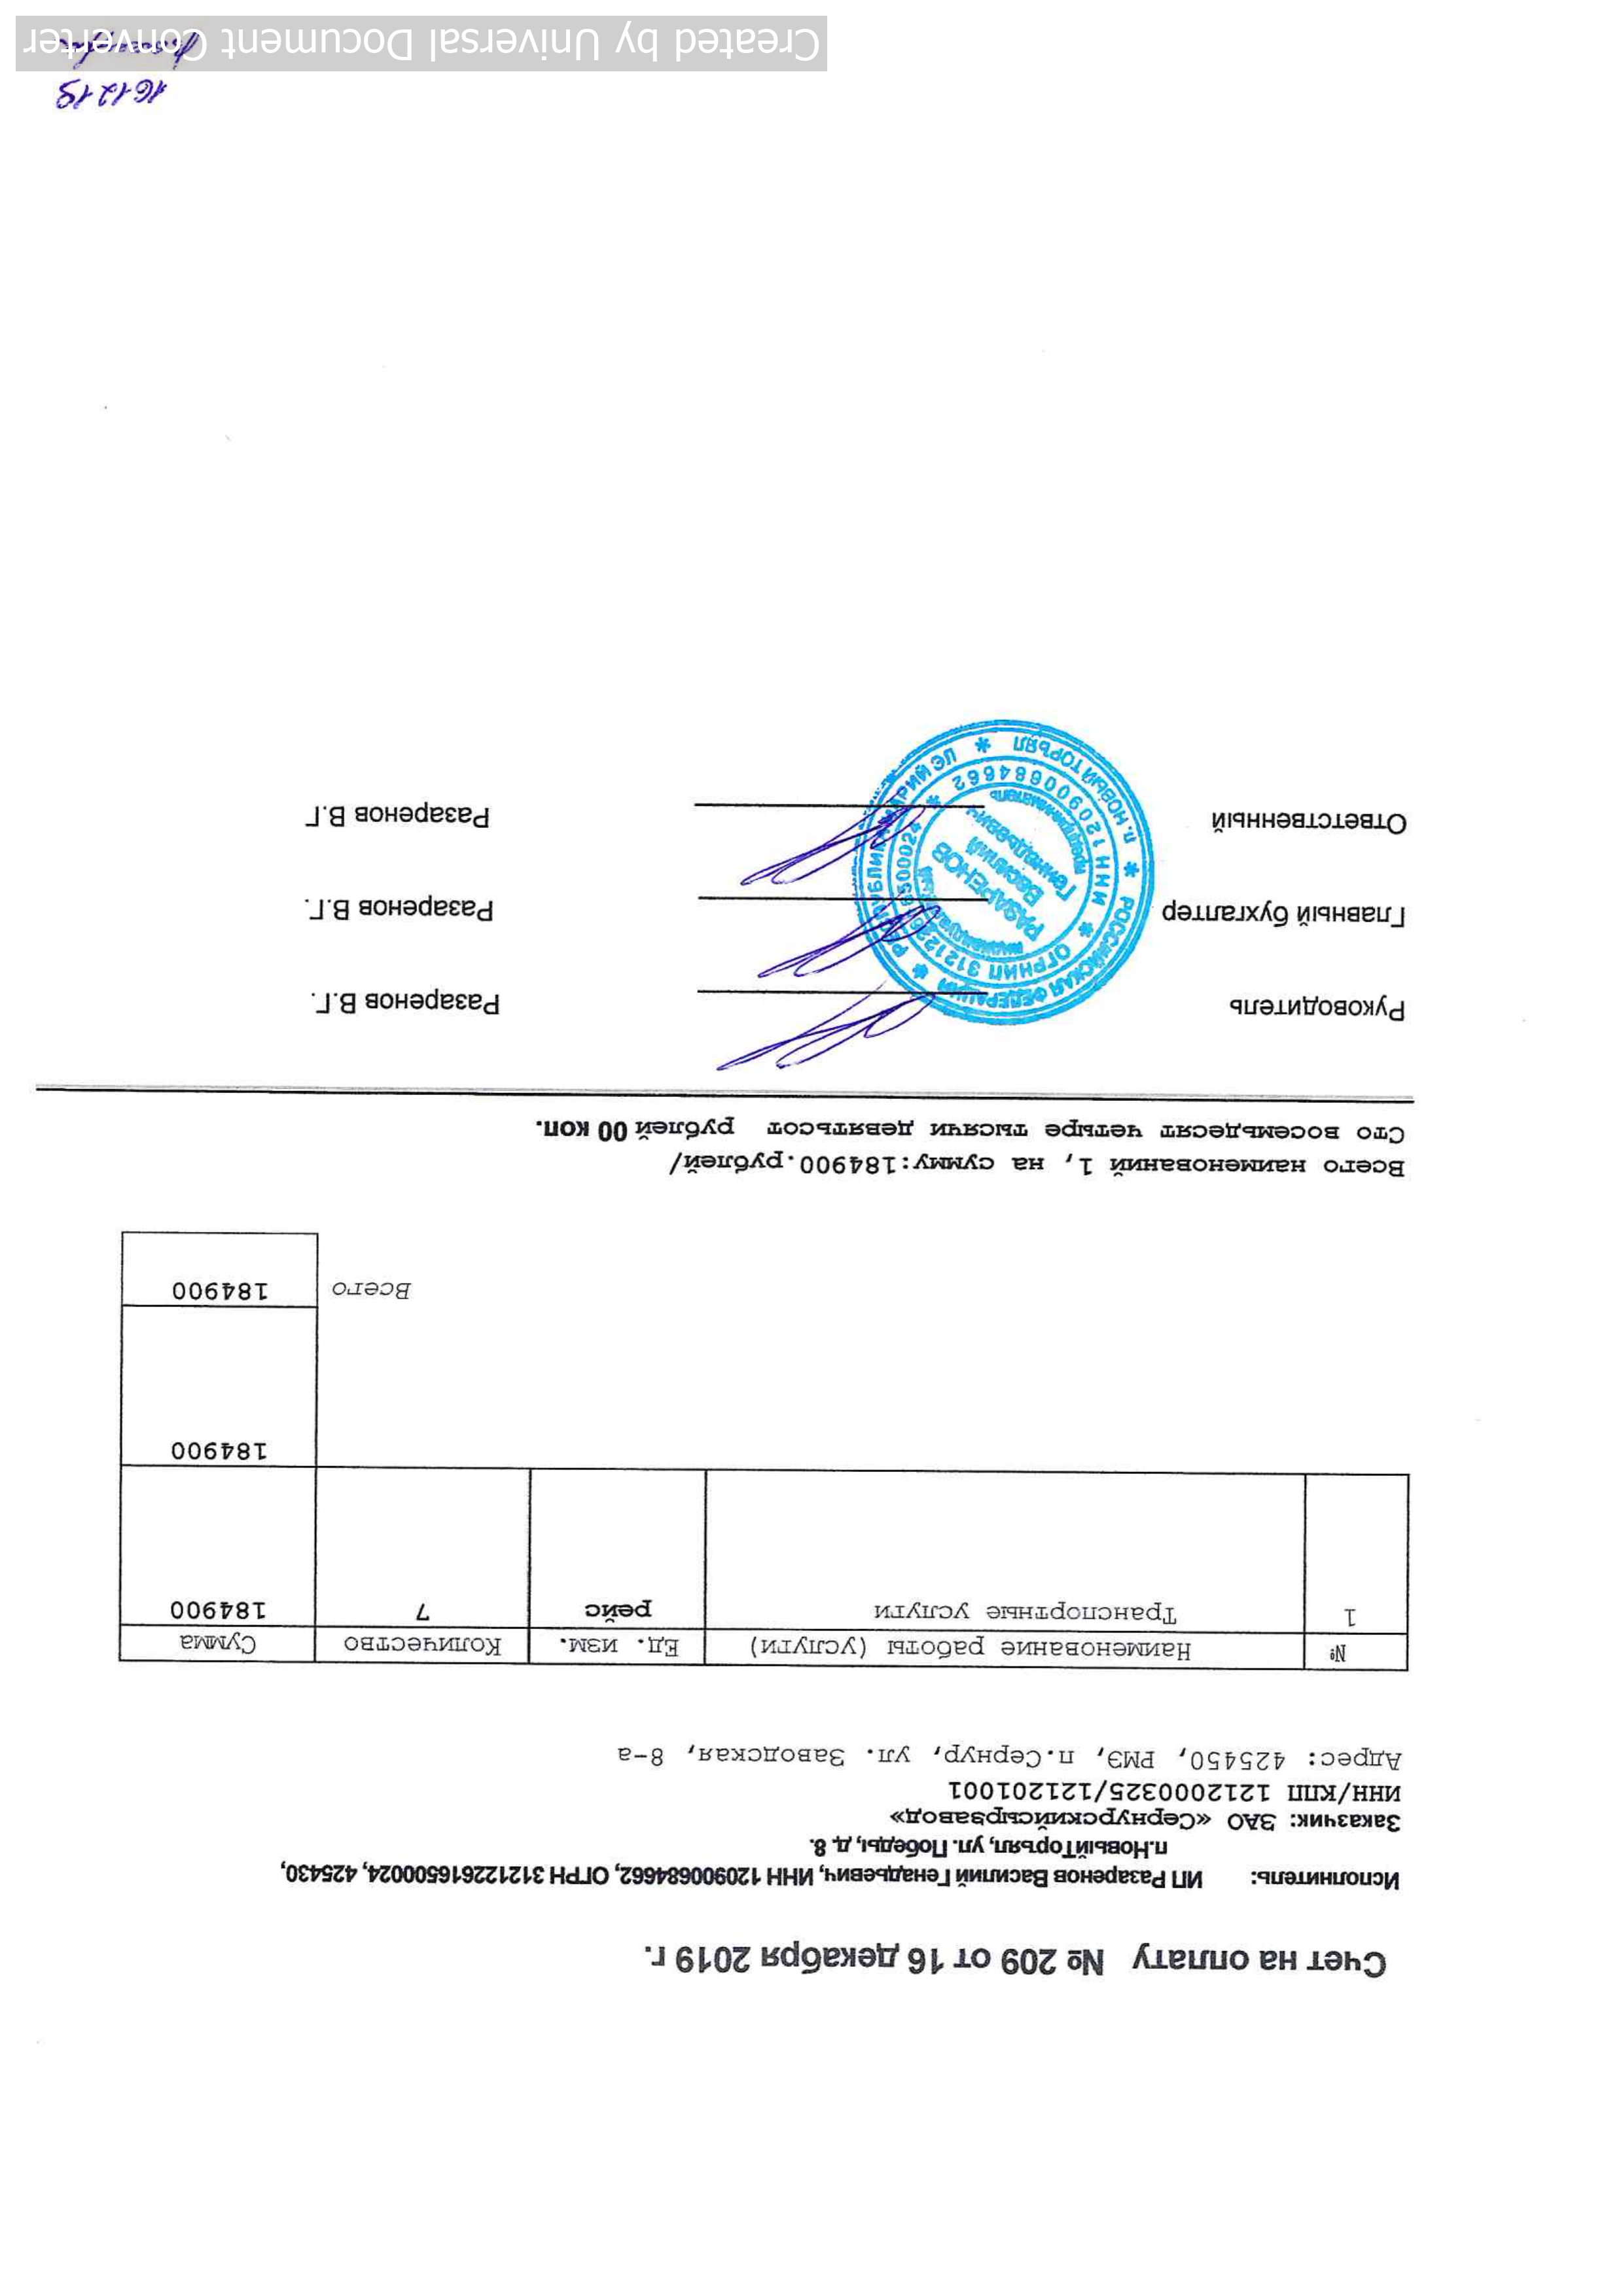 Счет на оплату № 209 от 16 декабря 2019 г.
Исполнитель: ИП Разаренов Василий Генадьевич, ИНН 120900684662, ОГРН 312122616500024, 425430,
п.НовыйТорьял, ул. Победы, д. 8.
Заказчик: ЗАО «Сернурскийсырзавод»
ИНН/КПП 1212000325/121201001
Адрес: 425450, РМЭ, п.Сернур, ул. Заводская, 8-а
№ Наименование работы (услуги) Ед. изм. Количество Сумма
1 Транспортные услуги рейс 7 184900
184900
Всего 184900
Всего наименований 1, на сумму:184900.рублей/
Сто восемьдесят четыре тысячи девятьсот рублей 00 коп.
Руководитель Разаренов В.Г.
Главный бухгалтер Разаренов В.Г.
Ответственный Разаренов В.Г
РОССИЙСКАЯ ФЕДЕРАЦИЯ * РЕСПУБЛИКА МАРИЙ ЭЛ * п. НОВЫЙ ТОРЪЯЛ *
ОГРНИП 312122616500024 * ИНН 120900684662 *
индивидуальный
РАЗАРЕНОВ
Василий
Геннадьевич
предприниматель
16 12 19
Created by Universal Document Converter